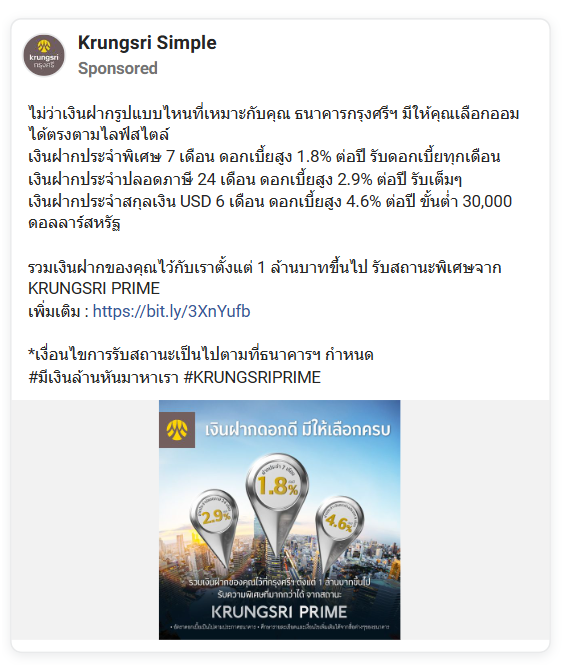 krungsri
กรุงศรี
Krungsri Simple
Sponsored
ไม่ว่าเงินฝากรูปแบบไหนที่เหมาะกับคุณ ธนาคารกรุงศรีฯ มีให้คุณเลือกออม
ได้ตรงตามไลฟ์สไตล์
เงินฝากประจำพิเศษ 7 เดือน ดอกเบี้ยสูง 1.8% ต่อปี รับดอกเบี้ยทุกเดือน
เงินฝากประจำปลอดภาษี 24 เดือน ดอกเบี้ยสูง 2.9% ต่อปี รับเต็มๆ
เงินฝากประจำสกุลเงิน USD 6 เดือน ดอกเบี้ยสูง 4.6% ต่อปี ขั้นต่ำ 30,000
ดอลลาร์สหรัฐ
รวมเงินฝากของคุณไว้กับเราตั้งแต่ 1 ล้านบาทขึ้นไป รับสถานะพิเศษจาก
KRUNGSRI PRIME
เพิ่มเติม : https://bit.ly/3XnYufb
*เงื่อนไขการรับสถานะเป็นไปตามที่ธนาคารฯ กำหนด
#มีเงินล้านหันมาหาเรา #KRUNGSRIPRIME
เงินฝากดอกดี มีให้เลือกครบ
ฝากประจำ 7 เดือน
1.8%
2.9%
4.6%
รวมเงินฝากของคุณไว้ที่กรุงศรีฯ ตั้งแต่ 1 ล้านบาทขึ้นไป
รับความพิเศษที่มากกว่าได้ จากสถานะ
KRUNGSRI PRIME